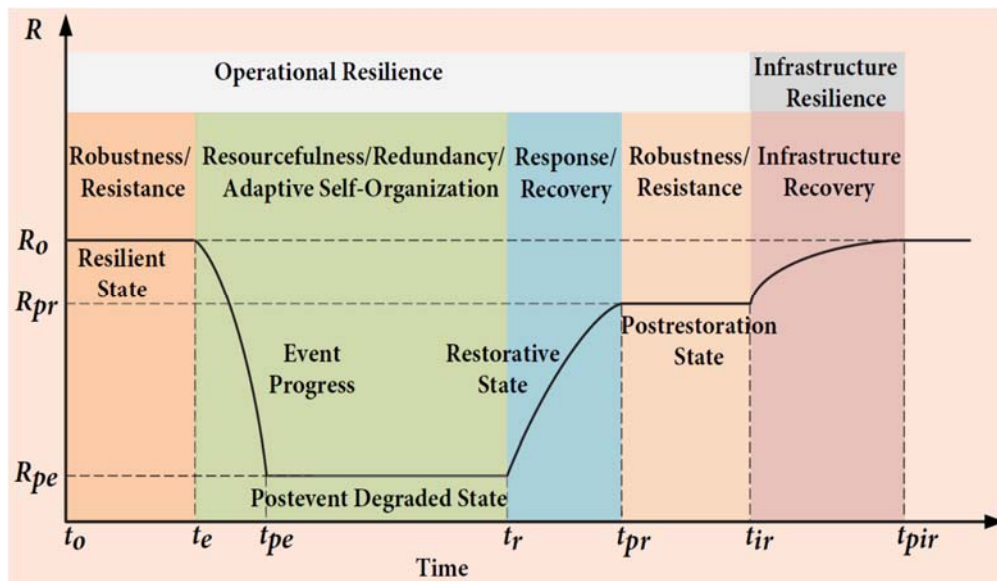 R
Operational Resilience
Infrastructure
Resilience
Robustness/
Resistance
Resourcefulness/Redundancy/
Adaptive Self-Organization
Response/
Recovery
Robustness/
Resistance
Infrastructure
Recovery
Ro
Resilient
State
Rpr
Event
Progress
Restorative
State
Postrestoration
State
Rpe
Postevent Degraded State
to
te
tpe
tr
tpr
tir
tpir
Time